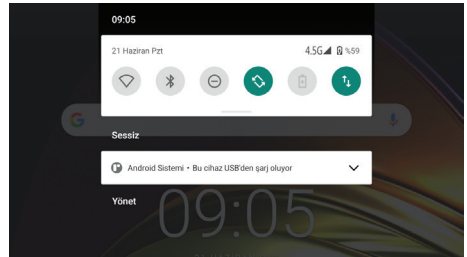 09:05
21 Haziran Pzt
4.5G %59
Sessiz
Android Sistemi • Bu cihaz USB'den şarj oluyor
Yönet
09:05